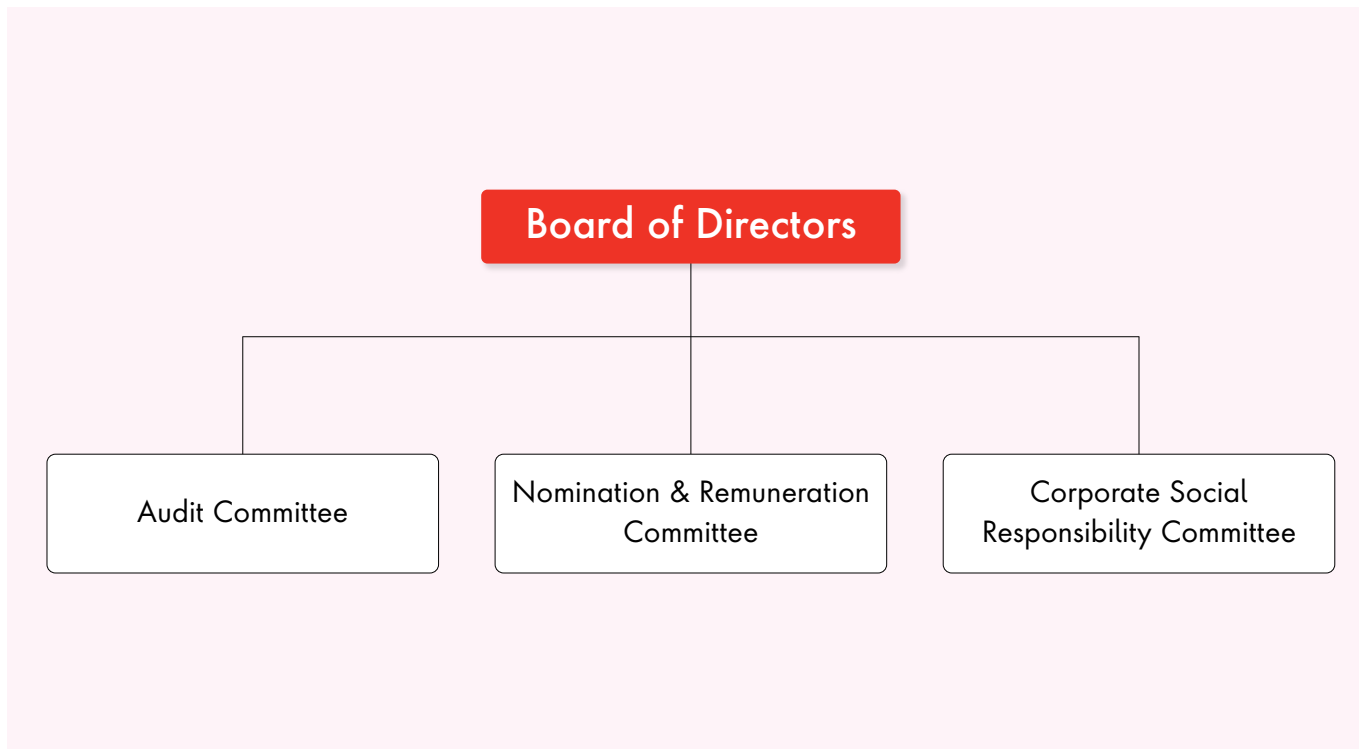 Board of Directors
Audit Committee
Nomination & Remuneration
Committee
Corporate Social
Responsibility Committee